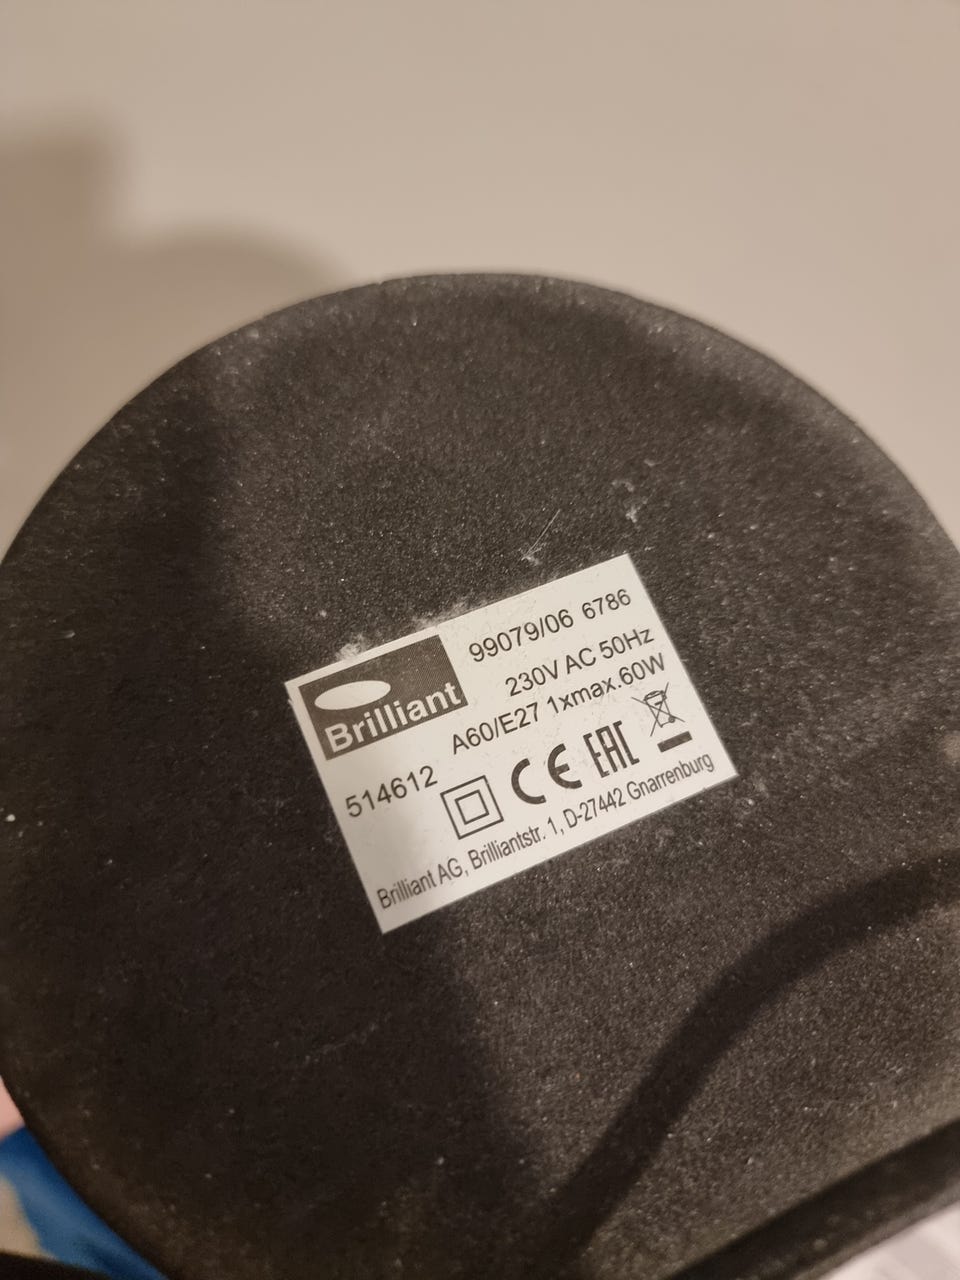 99079/06 6786
Brilliant
230V AC 50Hz
A60/E27 1xmax.60W
514612
CE EAC
Brilliant AG, Brilliantstr. 1, D-27442 Gnarrenburg